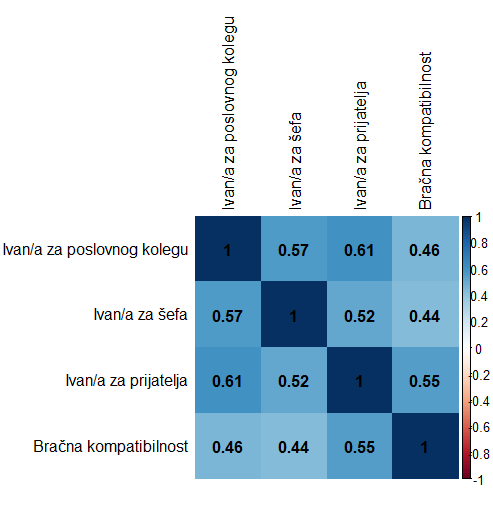 Ivan/a za poslovnog kolegu
Ivan/a za šefa
Ivan/a za prijatelja
Bračna kompatibilnost
Ivan/a za poslovnog kolegu 1 0.57 0.61 0.46
Ivan/a za šefa 0.57 1 0.52 0.44
Ivan/a za prijatelja 0.61 0.52 1 0.55
Bračna kompatibilnost 0.46 0.44 0.55 1
1
0.8
0.6
0.4
0.2
0
-0.2
-0.4
-0.6
-0.8
-1